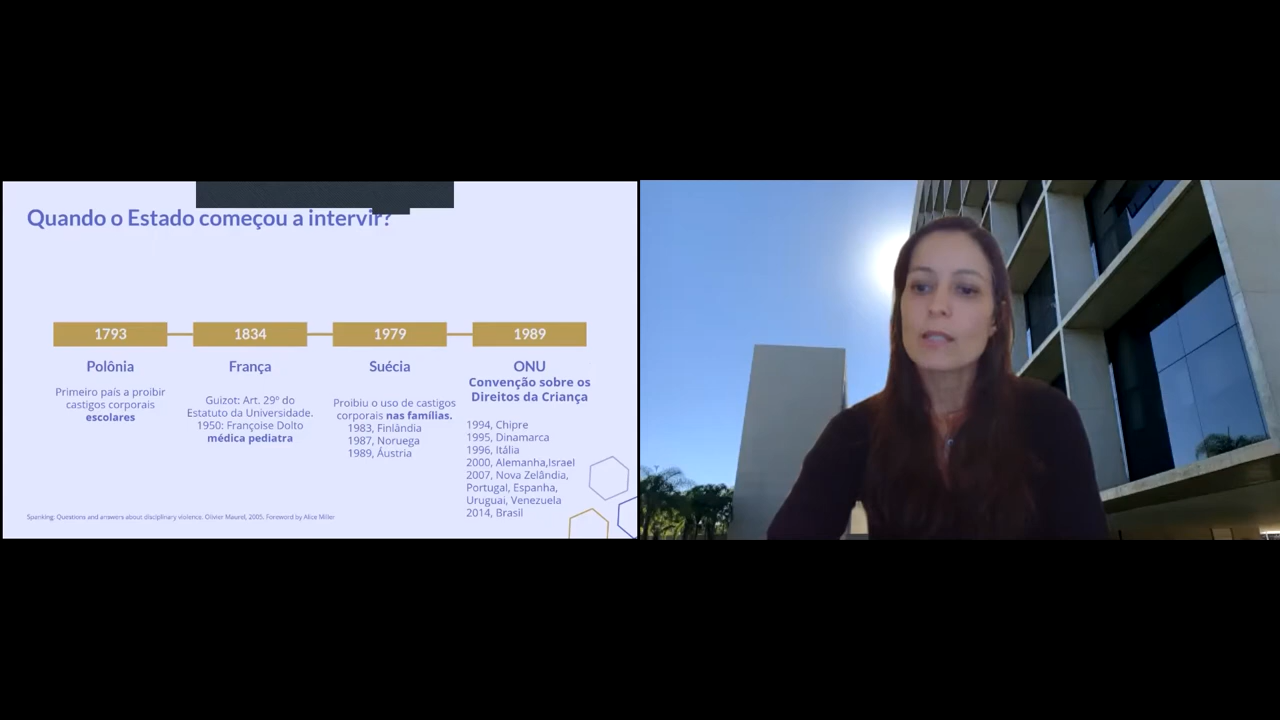 Quando o Estado começou a intervir?
1793
Polônia
Primeiro país a proibir
castigos corporais
escolares
1834
França
Guizot: Art. 29º do
Estatuto da Universidade.
1950: Françoise Dolto
médica pediatra
1979
Suécia
Proibiu o uso de castigos
corporais nas famílias.
1983, Finlândia
1987, Noruega
1989, Áustria
1989
ONU
Convenção sobre os
Direitos da Criança
1994, Chipre
1995, Dinamarca
1996, Itália
2000, Alemanha,Israel
2007, Nova Zelândia,
Portugal, Espanha,
Uruguai, Venezuela
2014, Brasil
Spanking: Questions and answers about disciplinary violence. Olivier Maurel, 2005. Foreword by Alice Miller